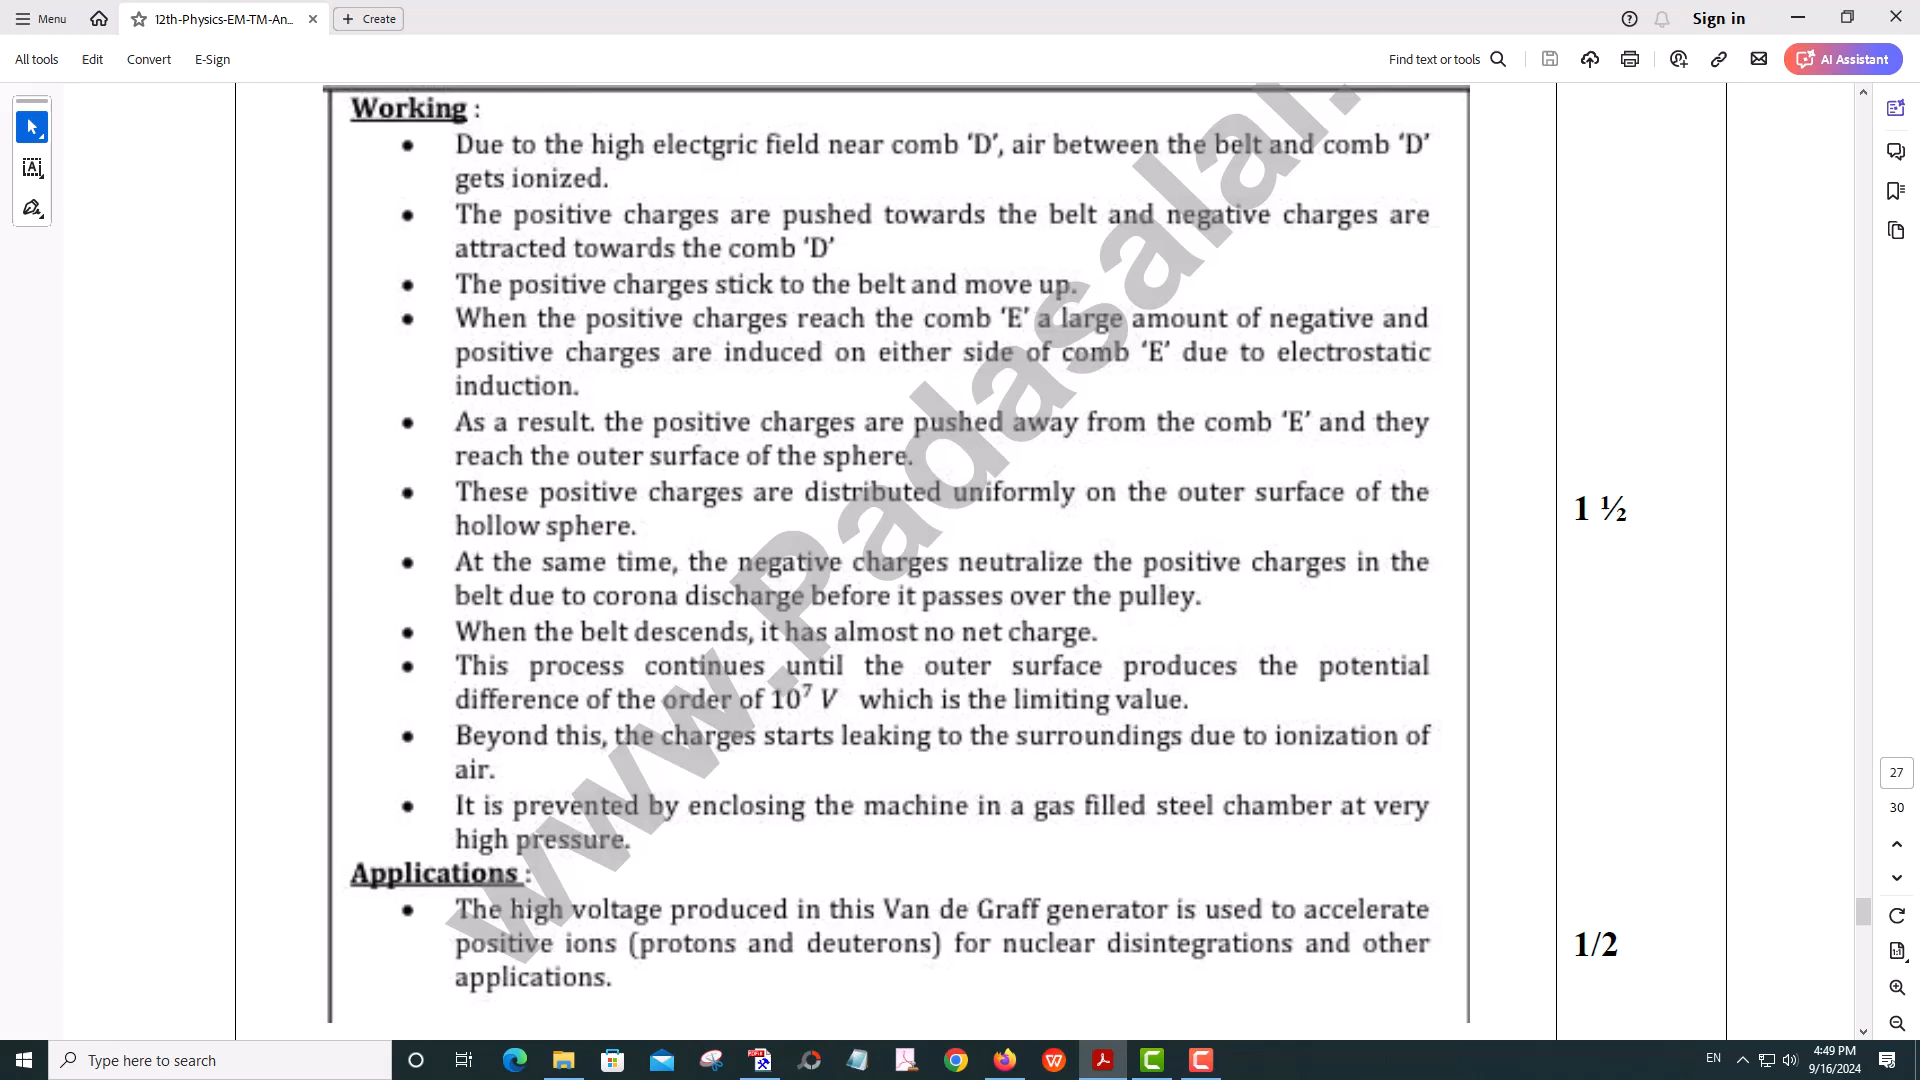 Menu
12th-Physics-EM-TM-An...
Create
Sign in
All tools Edit Convert E-Sign
Find text or tools
AI Assistant
Working :
• Due to the high electgric field near comb ‘D’, air between the belt and comb ‘D’
gets ionized.
• The positive charges are pushed towards the belt and negative charges are
attracted towards the comb ‘D’
• The positive charges stick to the belt and move up.
• When the positive charges reach the comb ‘E’ a large amount of negative and
positive charges are induced on either side of comb ‘E’ due to electrostatic
induction.
• As a result. the positive charges are pushed away from the comb ‘E’ and they
reach the outer surface of the sphere.
• These positive charges are distributed uniformly on the outer surface of the
hollow sphere.
1 ½
• At the same time, the negative charges neutralize the positive charges in the
belt due to corona discharge before it passes over the pulley.
• When the belt descends, it has almost no net charge.
• This process continues until the outer surface produces the potential
difference of the order of 10⁷ V which is the limiting value.
• Beyond this, the charges starts leaking to the surroundings due to ionization of
air.
• It is prevented by enclosing the machine in a gas filled steel chamber at very
high pressure.
Applications :
• The high voltage produced in this Van de Graff generator is used to accelerate
positive ions (protons and deuterons) for nuclear disintegrations and other
applications.
1/2
www.Padasalai.
27
30
Type here to search
EN
4:49 PM
9/16/2024